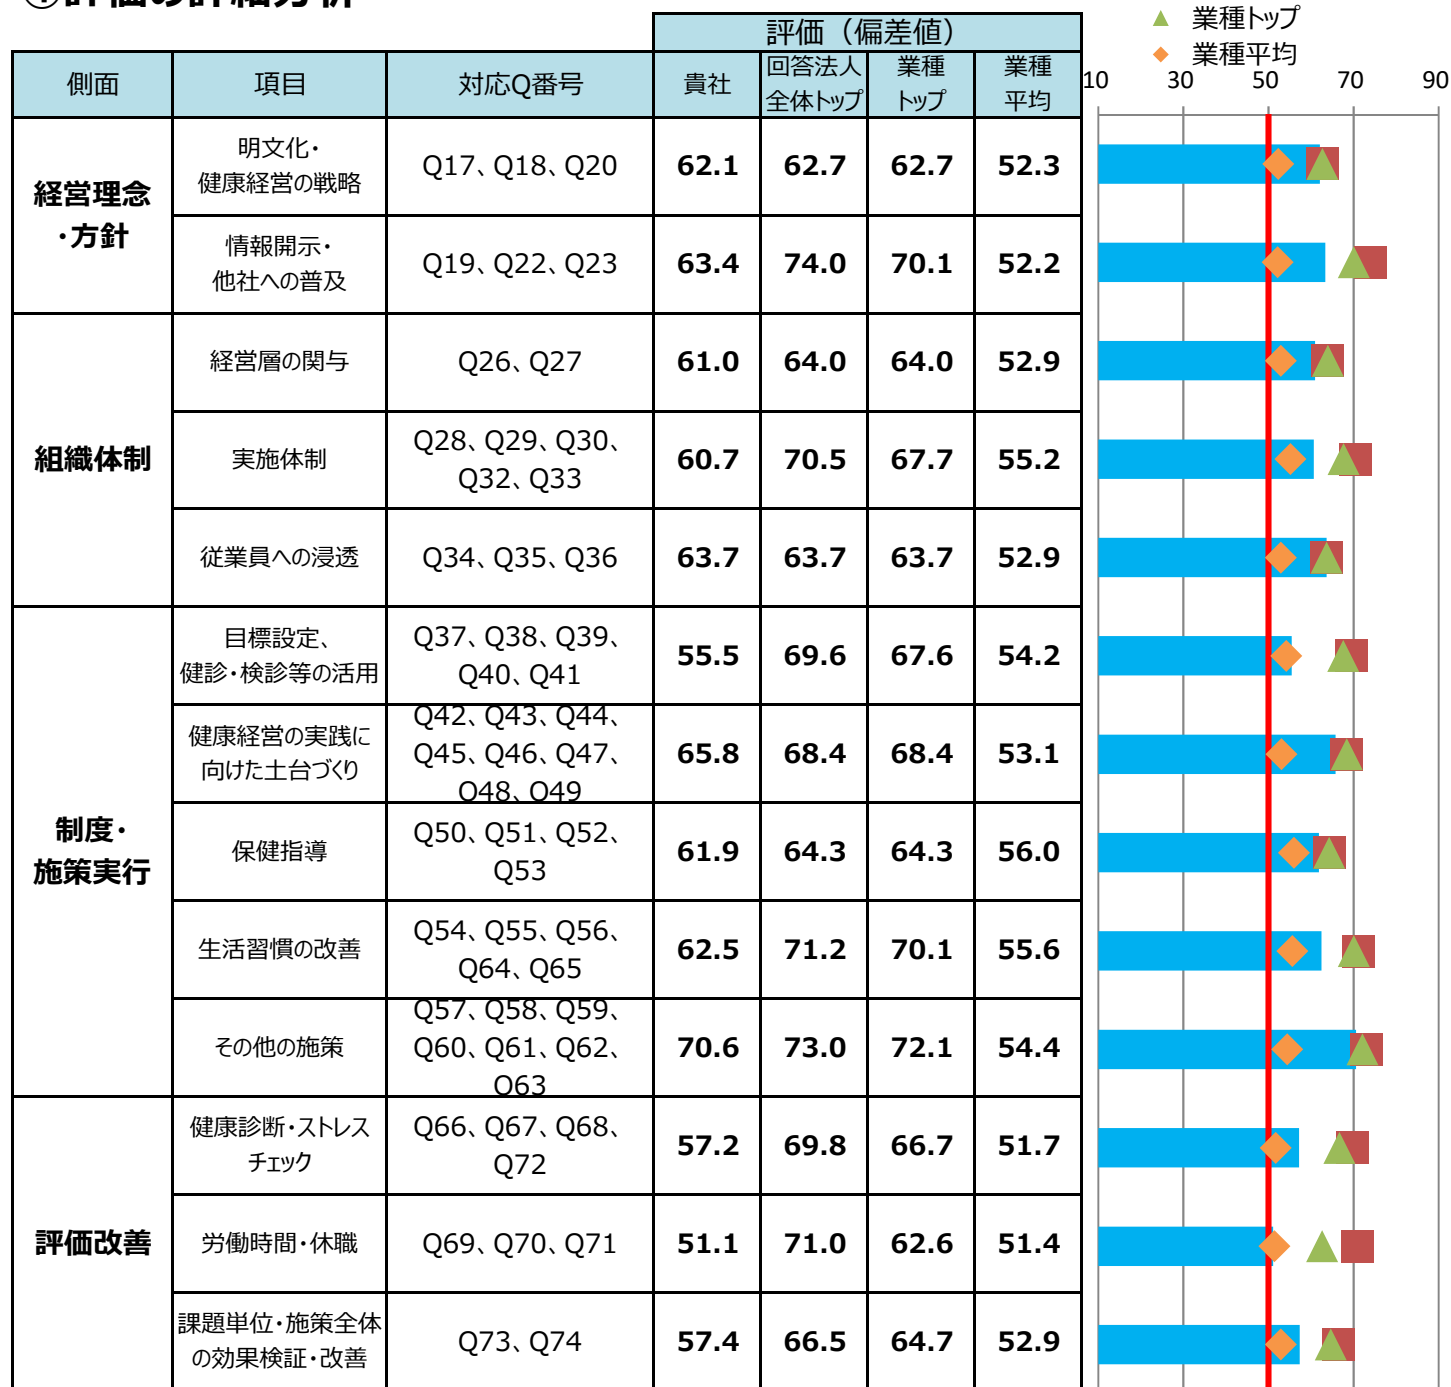 ①評価の詳細分析
業種トップ
業種平均
評価（偏差値）
側面 項目 対応Q番号 貴社 回答法人 業種 業種
全体トップ トップ 平均
10 30 50 70 90
経営理念
・方針
明文化・
健康経営の戦略
Q17、Q18、Q20 62.1 62.7 62.7 52.3
情報開示・
他社への普及
Q19、Q22、Q23 63.4 74.0 70.1 52.2
組織体制
経営層の関与 Q26、Q27 61.0 64.0 64.0 52.9
実施体制
Q28、Q29、Q30、
Q32、Q33
60.7 70.5 67.7 55.2
従業員への浸透 Q34、Q35、Q36 63.7 63.7 63.7 52.9
制度・
施策実行
目標設定、
健診・検診等の活用
Q37、Q38、Q39、
Q40、Q41
55.5 69.6 67.6 54.2
健康経営の実践に
向けた土台づくり
Q42、Q43、Q44、
Q45、Q46、Q47、
Q48、Q49
65.8 68.4 68.4 53.1
保健指導
Q50、Q51、Q52、
Q53
61.9 64.3 64.3 56.0
生活習慣の改善
Q54、Q55、Q56、
Q64、Q65
62.5 71.2 70.1 55.6
その他の施策
Q57、Q58、Q59、
Q60、Q61、Q62、
Q63
70.6 73.0 72.1 54.4
評価改善
健康診断・ストレス
チェック
Q66、Q67、Q68、
Q72
57.2 69.8 66.7 51.7
労働時間・休職 Q69、Q70、Q71 51.1 71.0 62.6 51.4
課題単位・施策全体
の効果検証・改善
Q73、Q74 57.4 66.5 64.7 52.9